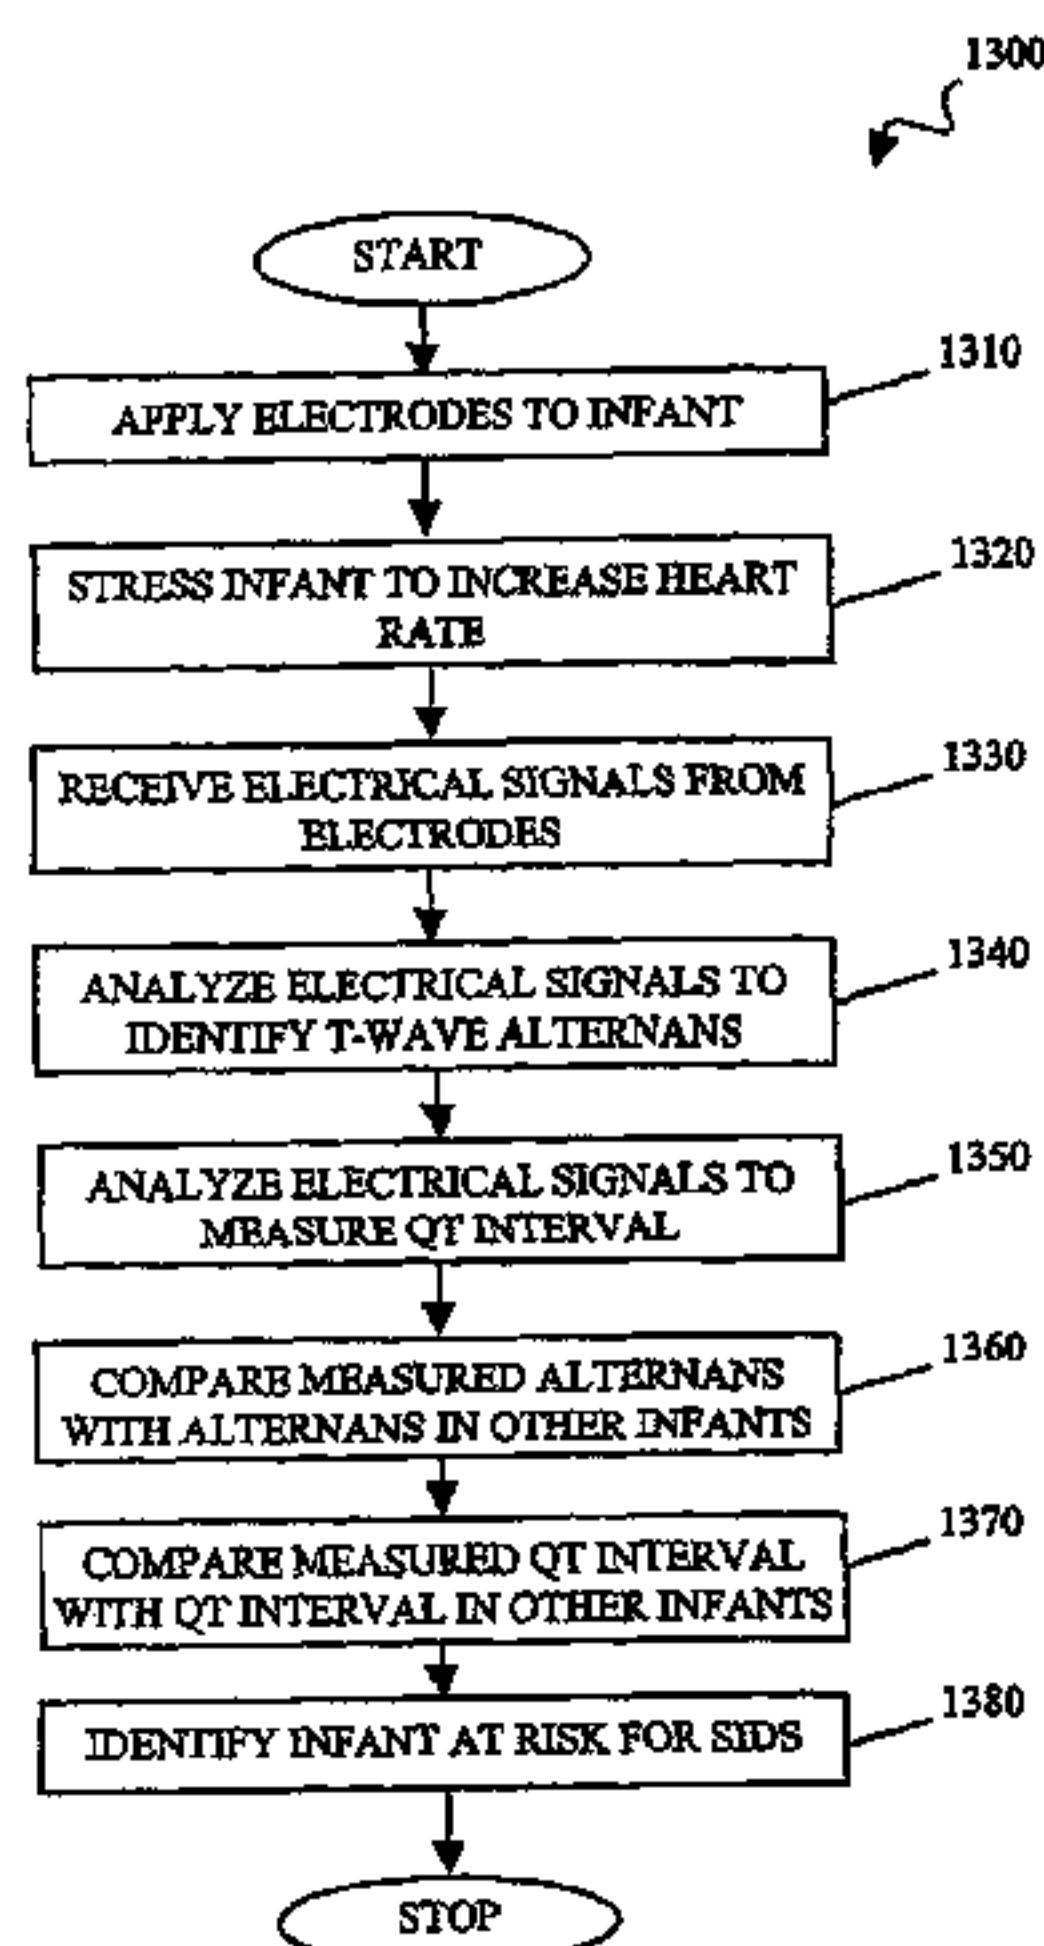 1300
START
1310
APPLY ELECTRODES TO INFANT
1320
STRESS INFANT TO INCREASE HEART
RATE
1330
RECEIVE ELECTRICAL SIGNALS FROM
ELECTRODES
1340
ANALYZE ELECTRICAL SIGNALS TO
IDENTIFY T-WAVE ALTERNANS
1350
ANALYZE ELECTRICAL SIGNALS TO
MEASURE QT INTERVAL
1360
COMPARE MEASURED ALTERNANS
WITH ALTERNANS IN OTHER INFANTS
1370
COMPARE MEASURED QT INTERVAL
WITH QT INTERVAL IN OTHER INFANTS
1380
IDENTIFY INFANT AT RISK FOR SIDS
STOP